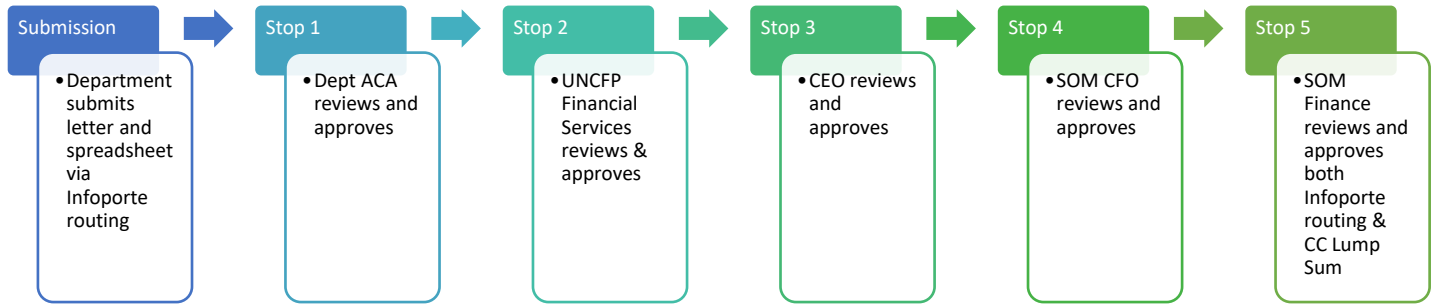 Submission
•Department
submits
letter and
spreadsheet
via
Infoporte
routing
Stop 1
•Dept ACA
reviews and
approves
Stop 2
•UNCFP
Financial
Services
reviews &
approves
Stop 3
•CEO reviews
and
approves
Stop 4
•SOM CFO
reviews and
approves
Stop 5
•SOM
Finance
reviews and
approves
both
Infoporte
routing &
CC Lump
Sum